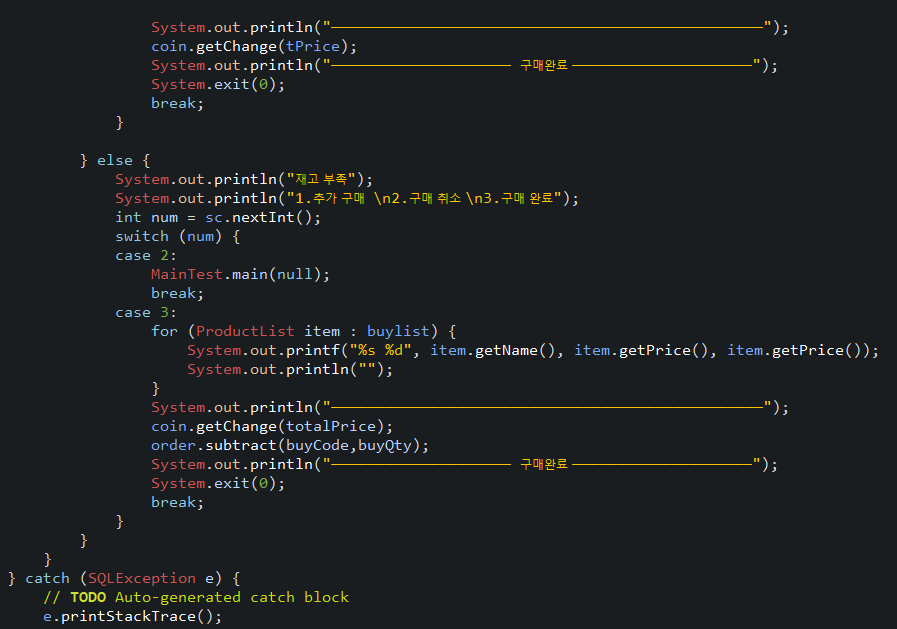 System.out.println("────────────────────────────────────────────────");
coin.getChange(tPrice);
System.out.println("──────────────────── 구매완료 ────────────────────");
System.exit(0);
break;
}
} else {
System.out.println("재고 부족");
System.out.println("1.추가 구매 \n2.구매 취소 \n3.구매 완료");
int num = sc.nextInt();
switch (num) {
case 2:
MainTest.main(null);
break;
case 3:
for (ProductList item : buylist) {
System.out.printf("%s %d", item.getName(), item.getPrice(), item.getPrice());
System.out.println("");
}
System.out.println("────────────────────────────────────────────────");
coin.getChange(totalPrice);
order.subtract(buyCode,buyQty);
System.out.println("──────────────────── 구매완료 ────────────────────");
System.exit(0);
break;
}
}
}
} catch (SQLException e) {
// TODO Auto-generated catch block
e.printStackTrace();